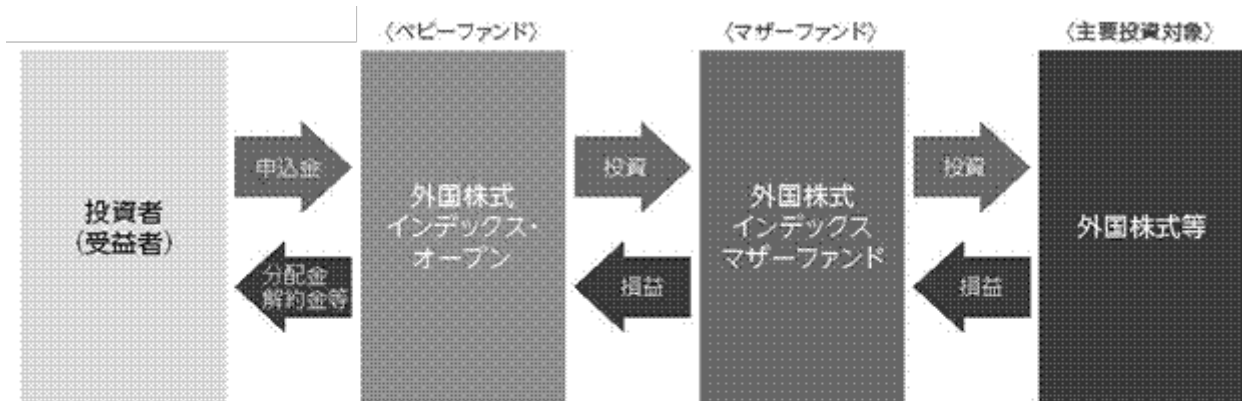 〈ベビーファンド〉
〈マザーファンド〉
〈主要投資対象〉
投資者
(受益者)
申込金
分配金
解約金等
外国株式
インデックス・
オープン
投資
損益
外国株式
インデックス
マザーファンド
投資
損益
外国株式等